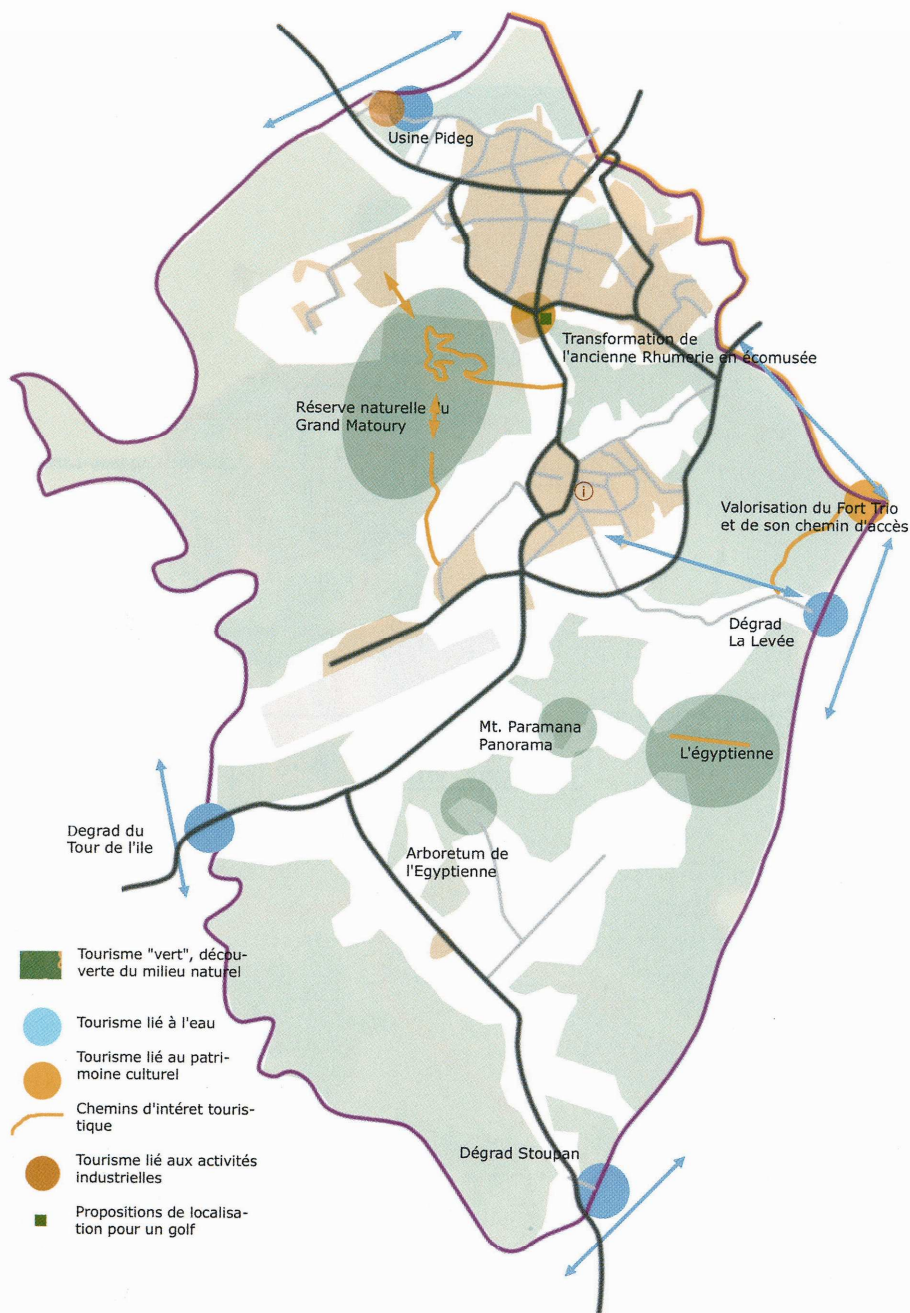 Usine Pideg
Transformation de
l'ancienne Rhumerie en écomusée
Réserve naturelle du
Grand Matoury
i
Valorisation du Fort Trio
et de son chemin d'accès
Dégrad
La Levée
Mt. Paramana
Panorama
L'égyptienne
Degrad du
Tour de l'ile
Arboretum de
l'Egyptienne
Dégrad Stoupan
Tourisme "vert", décou-
verte du milieu naturel
Tourisme lié à l'eau
Tourisme lié au patri-
moine culturel
Chemins d'intéret touris-
tique
Tourisme lié aux activités
industrielles
Propositions de localisa-
tion pour un golf